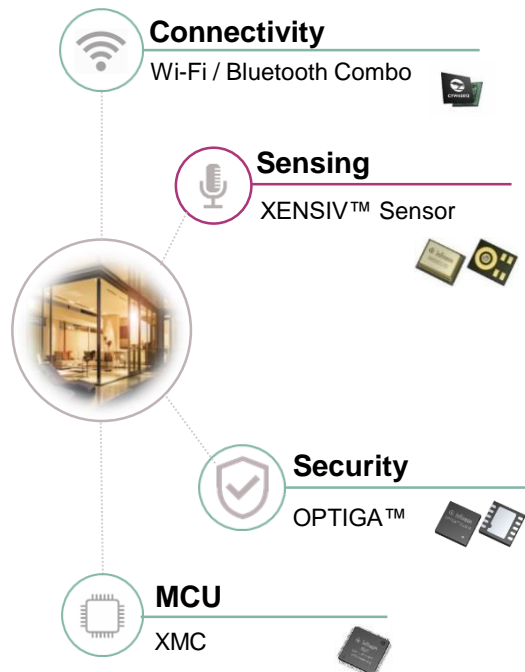 Connectivity
Wi-Fi / Bluetooth Combo
Sensing
XENSIV™ Sensor
Security
OPTIGA™
MCU
XMC